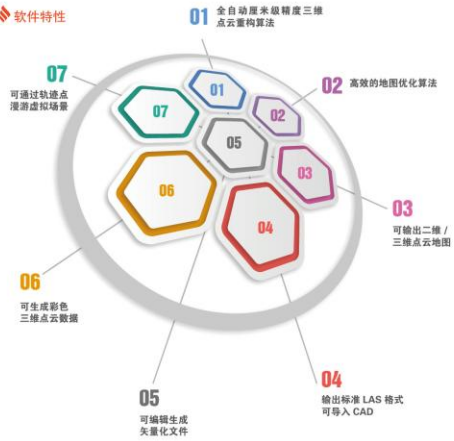 软件特性
01 全自动厘米级精度三维
点云重构算法
02 高效的地图优化算法
03
可输出二维 /
三维点云地图
04
输出标准 LAS 格式
可导入 CAD
05
可编辑生成
矢量化文件
06
可生成彩色
三维点云数据
07
可通过轨迹点
漫游虚拟场景
01
02
03
04
05
06
07